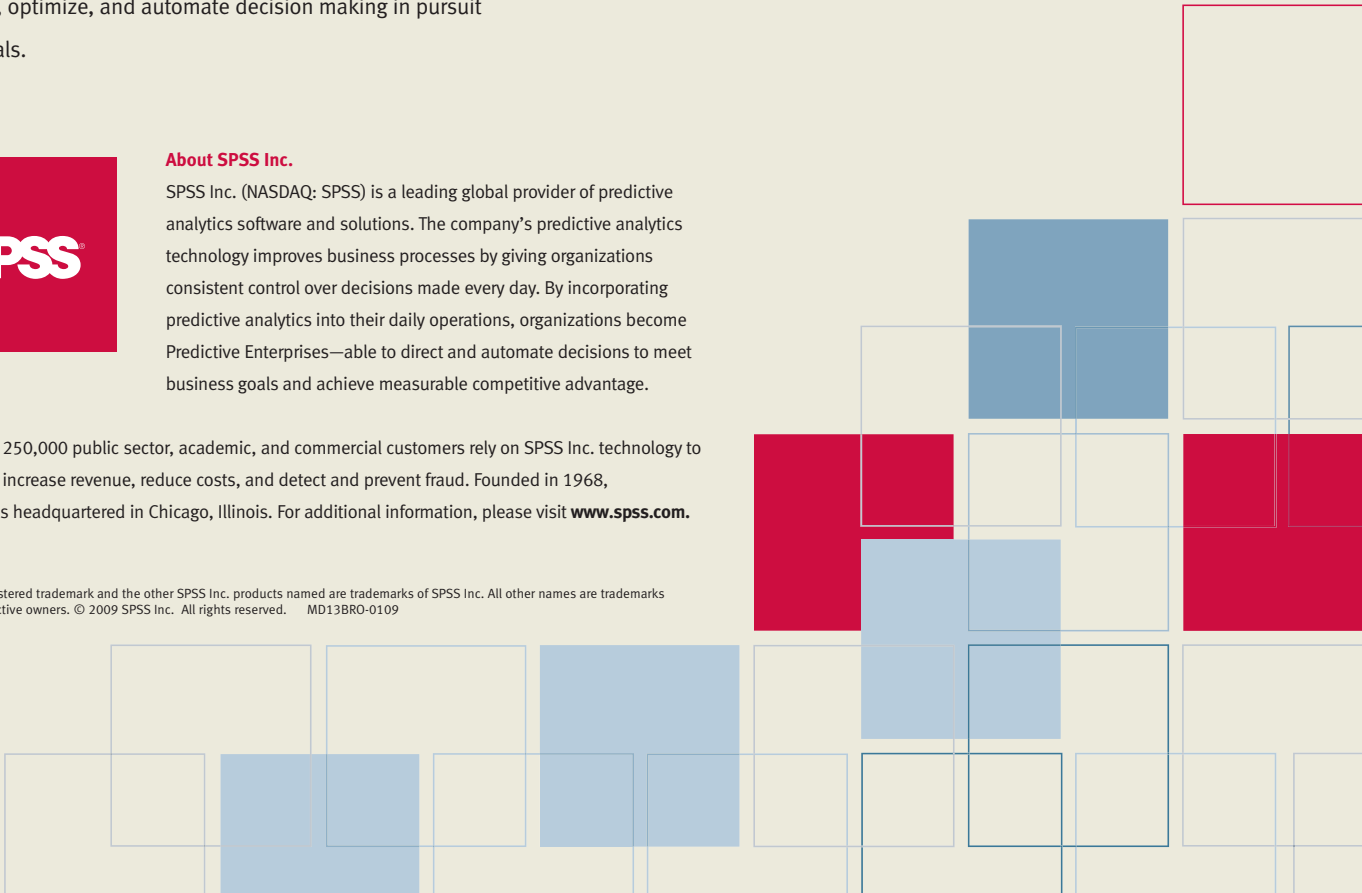 , optimize, and automate decision making in pursuit
als.
About SPSS Inc.
SPSS Inc. (NASDAQ: SPSS) is a leading global provider of predictive
analytics software and solutions. The company’s predictive analytics
technology improves business processes by giving organizations
consistent control over decisions made every day. By incorporating
predictive analytics into their daily operations, organizations become
Predictive Enterprises—able to direct and automate decisions to meet
business goals and achieve measurable competitive advantage.
PSS®
250,000 public sector, academic, and commercial customers rely on SPSS Inc. technology to
increase revenue, reduce costs, and detect and prevent fraud. Founded in 1968,
s headquartered in Chicago, Illinois. For additional information, please visit www.spss.com.
stered trademark and the other SPSS Inc. products named are trademarks of SPSS Inc. All other names are trademarks
ctive owners. © 2009 SPSS Inc. All rights reserved. MD13BRO-0109